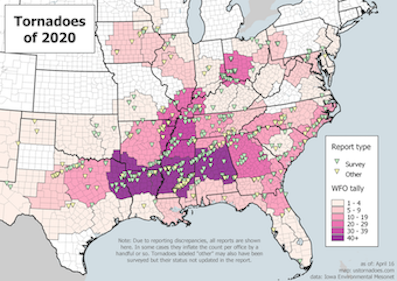 Tornadoes
of 2020
Report type
Survey
Other
WFO tally
1 - 4
5 - 9
10 - 19
20 - 29
30 - 39
40+
Note: Due to reporting discrepancies, all reports are shown
here. In some cases they inflate the count per office by a
handful or so. Tornadoes labeled "other" may also have been
surveyed but their status not updated in the report.
as of: April 16
map: ustornadoes.com
data: Iowa Environmental Mesonet